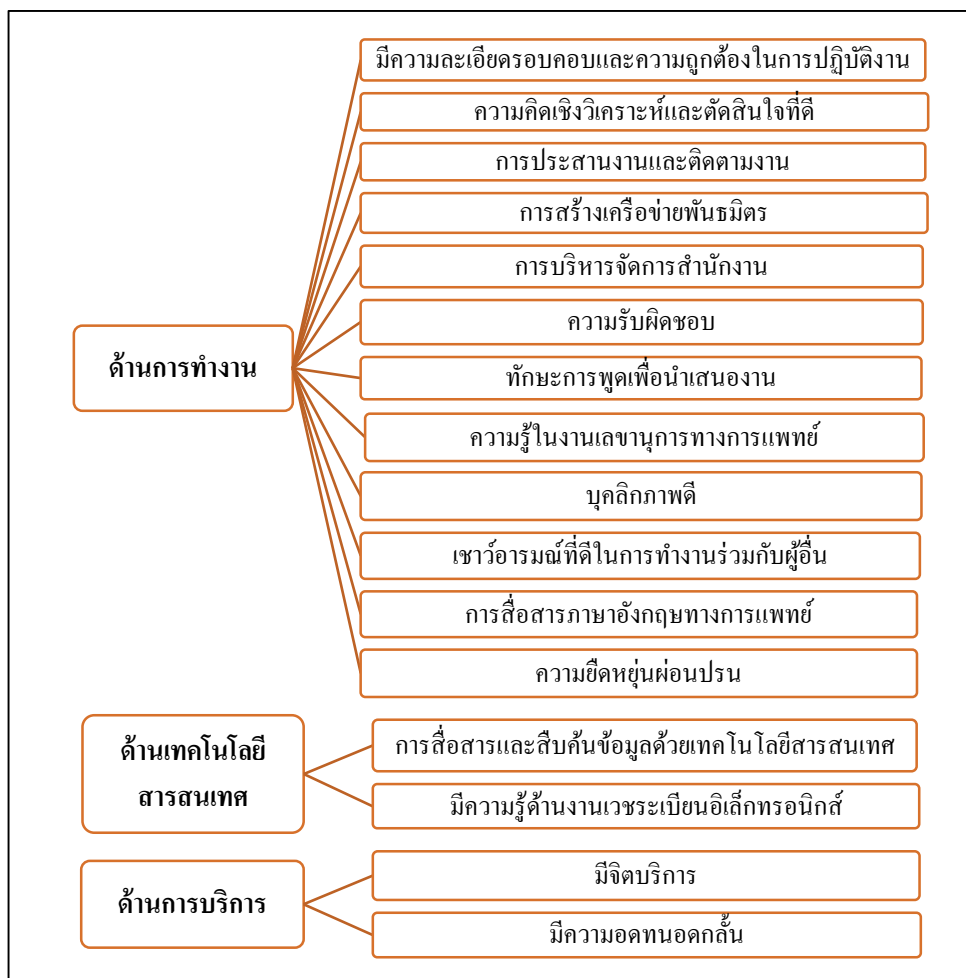 ด้านการทำงาน
มีความละเอียดรอบคอบและความถูกต้องในการปฏิบัติงาน
ความคิดเชิงวิเคราะห์และตัดสินใจที่ดี
การประสานงานและติดตามงาน
การสร้างเครือข่ายพันธมิตร
การบริหารจัดการสำนักงาน
ความรับผิดชอบ
ทักษะการพูดเพื่อนำเสนองาน
ความรู้ในงานเลขานุการทางการแพทย์
บุคลิกภาพดี
เชาว์อารมณ์ที่ดีในการทำงานร่วมกับผู้อื่น
การสื่อสารภาษาอังกฤษทางการแพทย์
ความยืดหยุ่นผ่อนปรน
ด้านเทคโนโลยี
สารสนเทศ
การสื่อสารและสืบค้นข้อมูลด้วยเทคโนโลยีสารสนเทศ
มีความรู้ด้านงานเวชระเบียนอิเล็กทรอนิกส์
ด้านการบริการ
มีจิตบริการ
มีความอดทนอดกลั้น